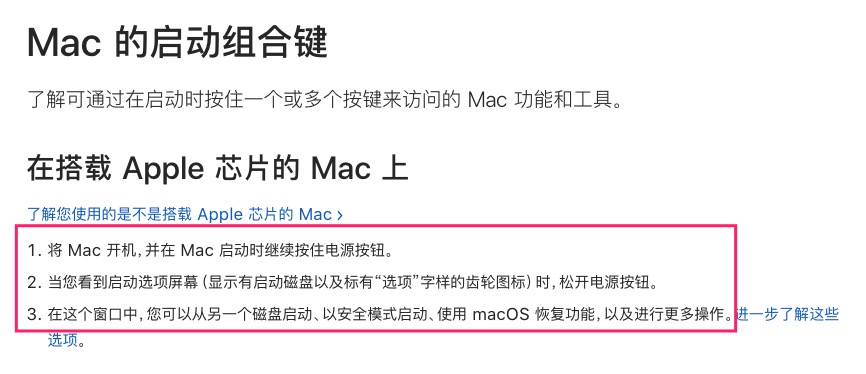 Mac 的启动组合键
了解可通过在启动时按住一个或多个按键来访问的 Mac 功能和工具。
在搭载 Apple 芯片的 Mac 上
了解您使用的是不是搭载 Apple 芯片的 Mac ›
1. 将 Mac 开机，并在 Mac 启动时继续按住电源按钮。
2. 当您看到启动选项屏幕（显示有启动磁盘以及标有“选项”字样的齿轮图标）时，松开电源按钮。
3. 在这个窗口中，您可以从另一个磁盘启动、以安全模式启动、使用 macOS 恢复功能，以及进行更多操作。进一步了解这些
选项。